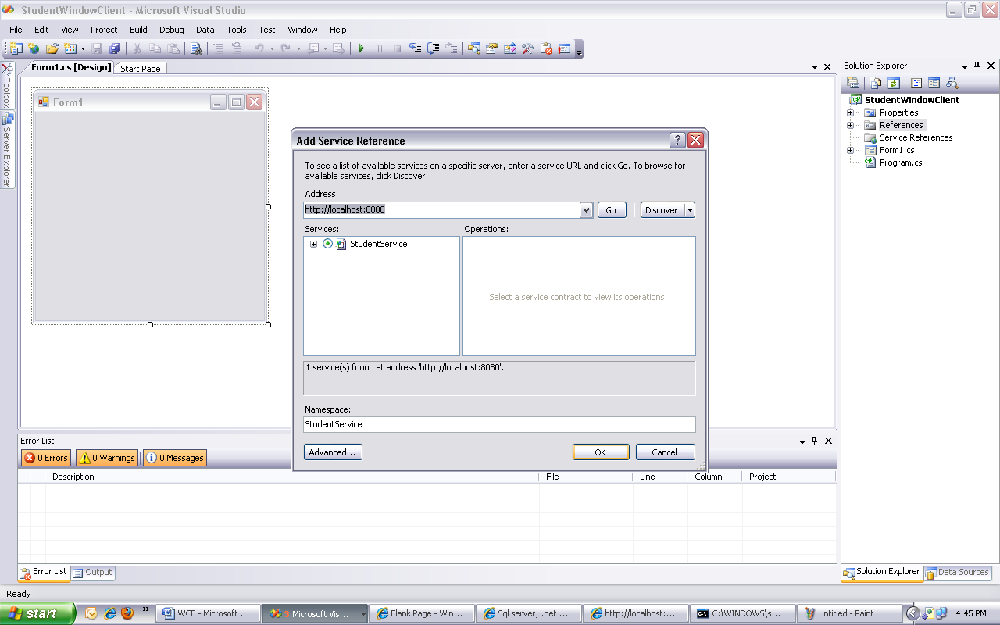 StudentWindowClient - Microsoft Visual Studio
File Edit View Project Build Debug Data Tools Test Window Help
Form1.cs [Design] Start Page
Toolbox
Server Explorer
Form1
Add Service Reference
To see a list of available services on a specific server, enter a service URL and click Go. To browse for
available services, click Discover.
Address:
http://localhost:8080 Go Discover
Services: Operations:
StudentService
Select a service contract to view its operations.
1 service(s) found at address 'http://localhost:8080'.
Namespace:
StudentService
Advanced... OK Cancel
Solution Explorer
StudentWindowClient
Properties
References
Service References
Form1.cs
Program.cs
Error List
0 Errors 0 Warnings 0 Messages
Description File Line Column Project
Error List Output
Solution Explorer Data Sources
Ready
start WCF - Microsoft ... 3 Microsoft Vis... Blank Page - Win... Sql server, .net ... http://localhost:... C:\WINDOWS\s... untitled - Paint 4:45 PM